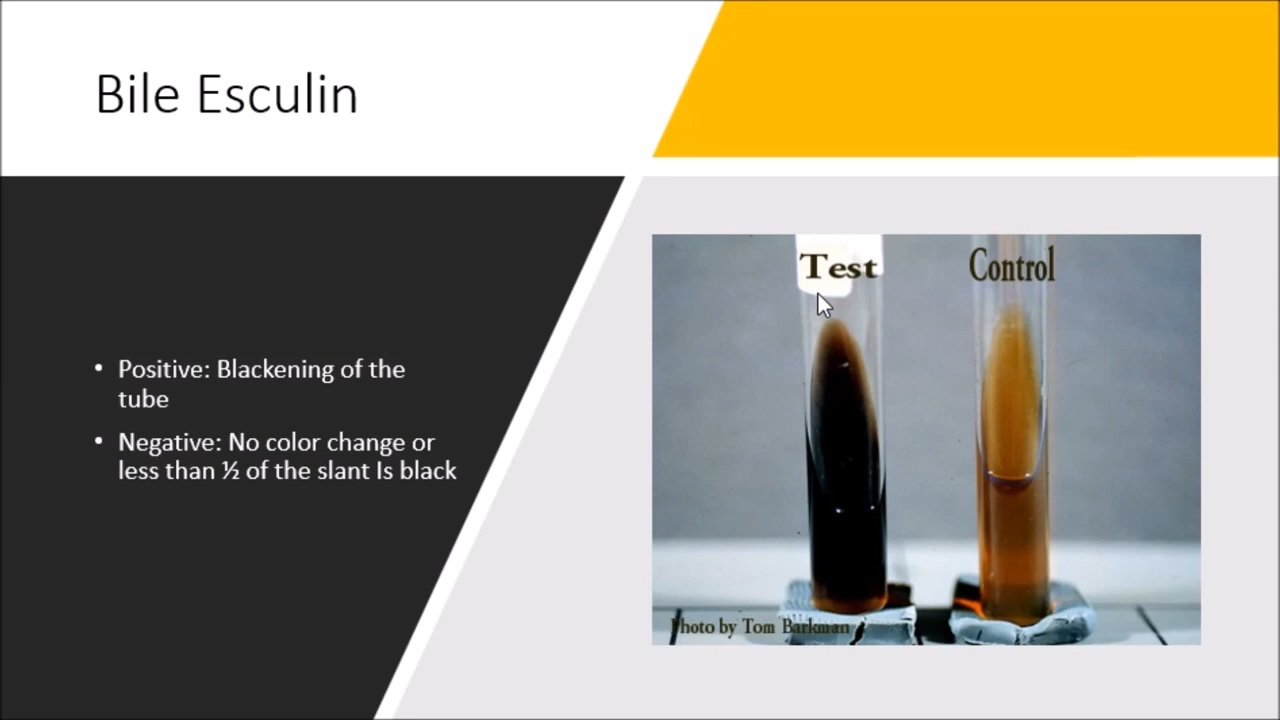 Bile Esculin
• Positive: Blackening of the
tube
• Negative: No color change or
less than ½ of the slant Is black
Test
Control
Photo by Tom Barkman